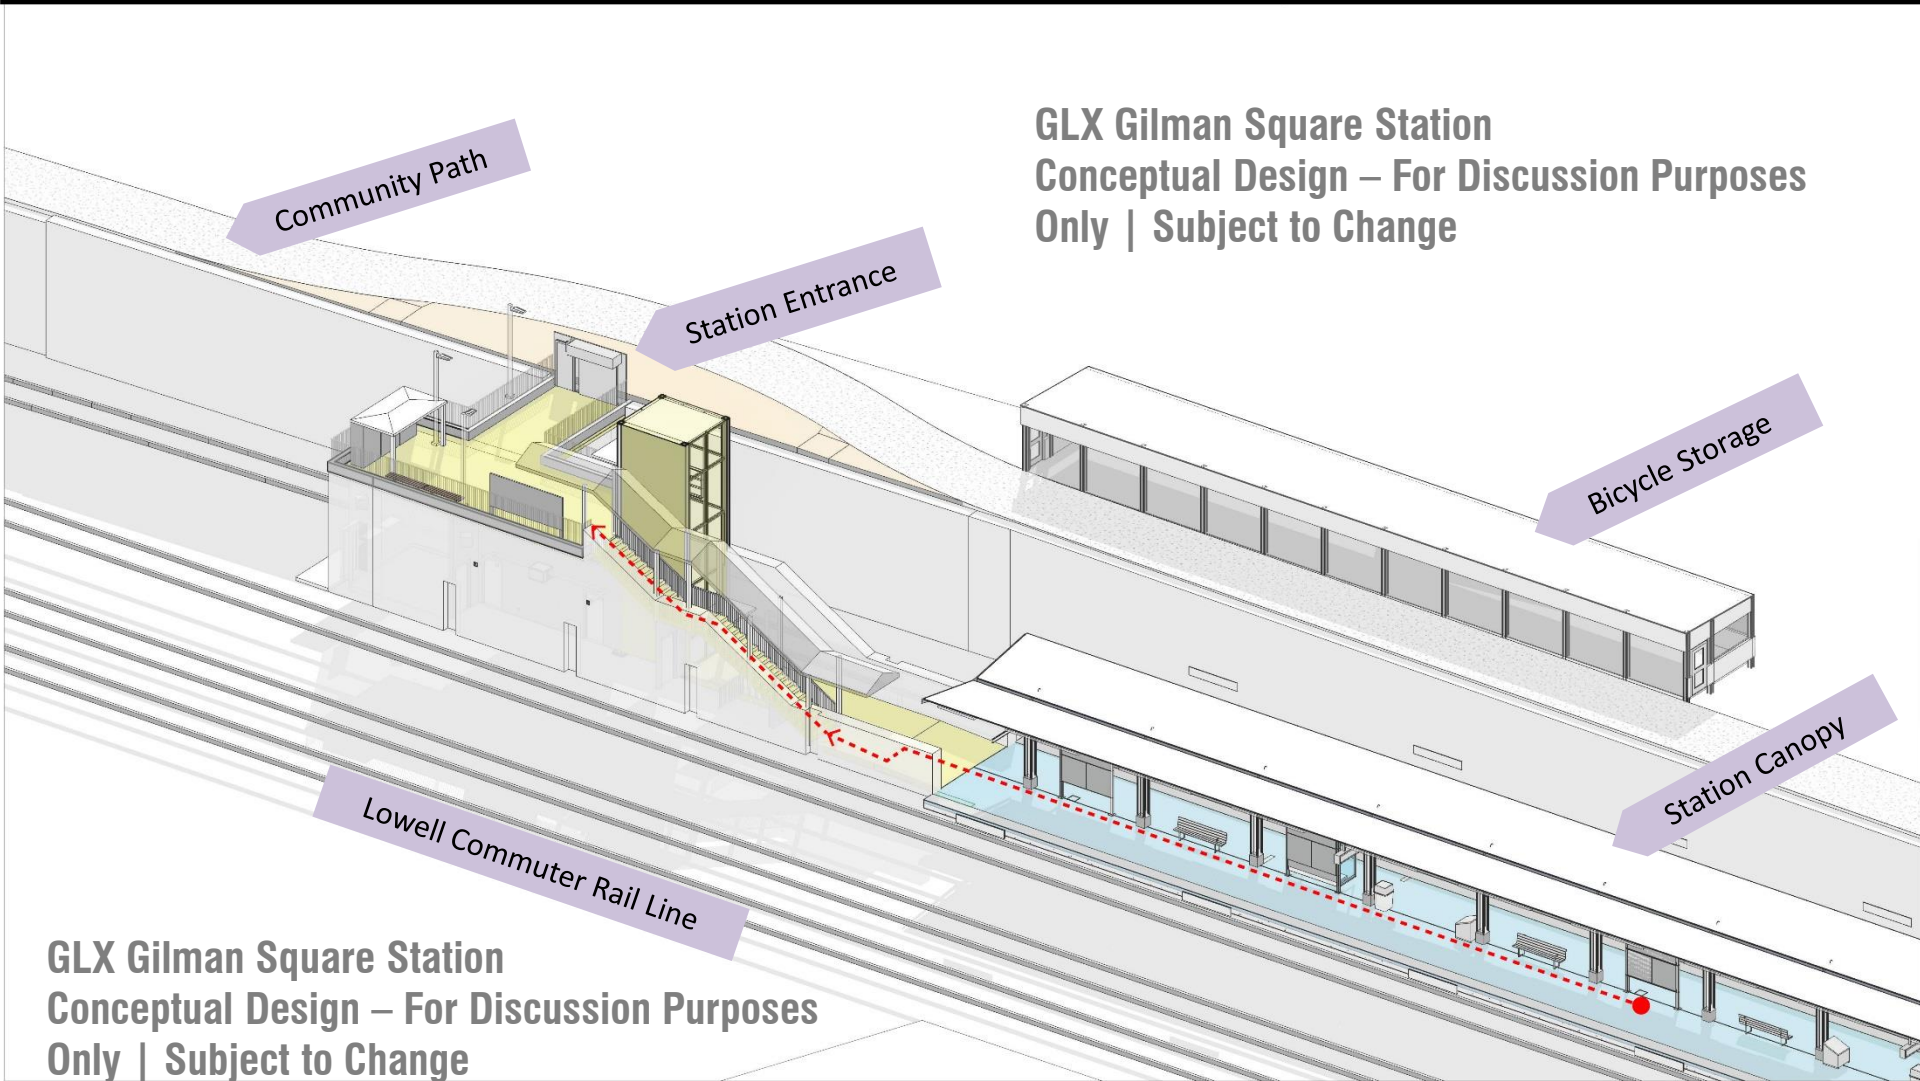 GLX Gilman Square Station
Conceptual Design – For Discussion Purposes
Only | Subject to Change
Community Path
Station Entrance
Bicycle Storage
Station Canopy
Lowell Commuter Rail Line
GLX Gilman Square Station
Conceptual Design – For Discussion Purposes
Only | Subject to Change